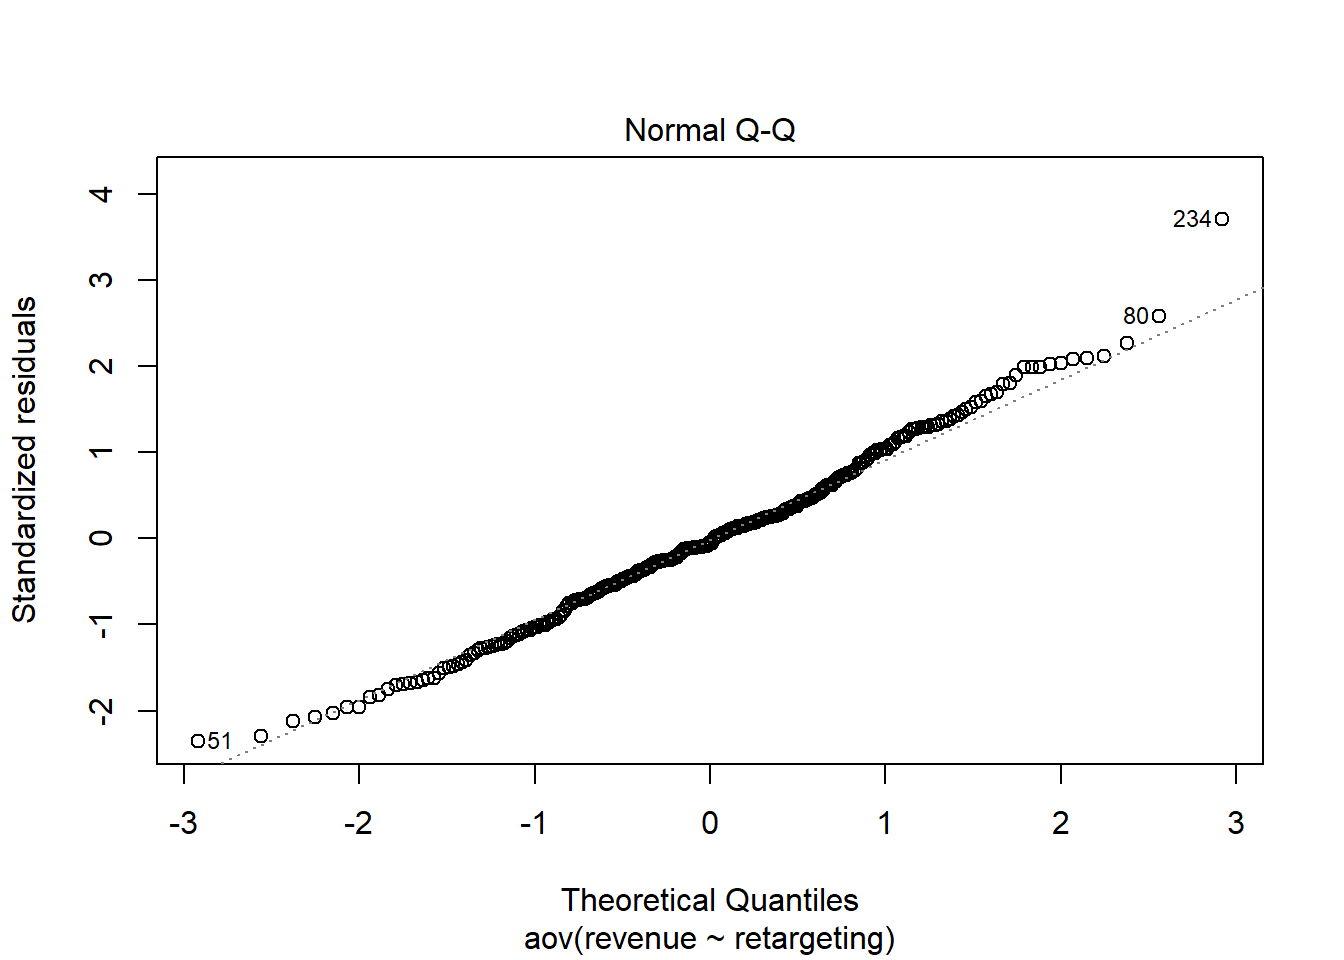 Normal Q-Q
Standardized residuals
4
3
2
1
0
-1
-2
234
80
51
-3 -2 -1 0 1 2 3
Theoretical Quantiles
aov(revenue ~ retargeting)